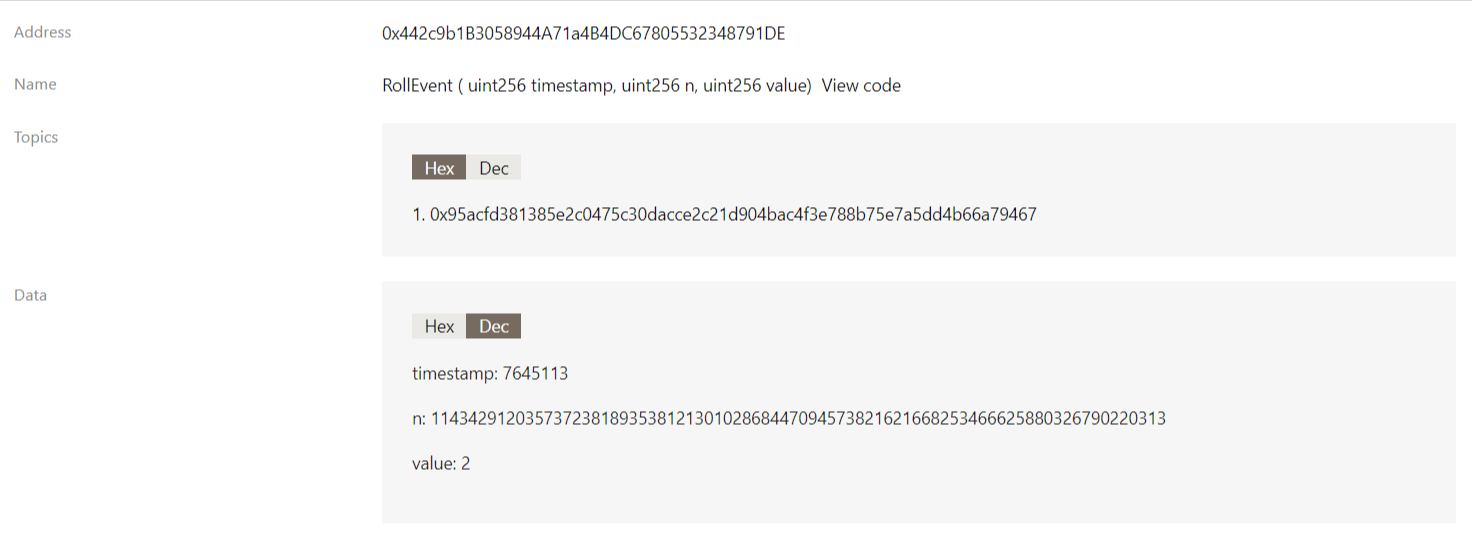 Address 0x442c9b1B3058944A71a4B4DC67805532348791DE
Name RollEvent ( uint256 timestamp, uint256 n, uint256 value) View code
Topics
Hex Dec
1. 0x95acfd381385e2c0475c30dacce2c21d904bac4f3e788b75e7a5dd4b66a79467
Data
Hex Dec
timestamp: 7645113
n: 114342912035737238189353812130102868447094573821621668253466625880326790220313
value: 2